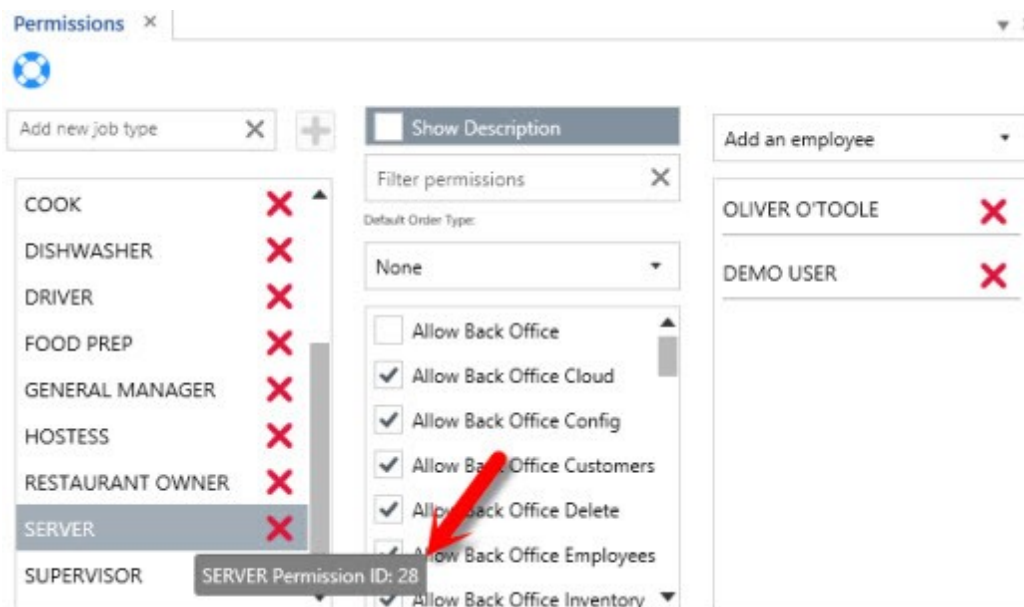 Permissions
Add new job type
COOK
DISHWASHER
DRIVER
FOOD PREP
GENERAL MANAGER
HOSTESS
RESTAURANT OWNER
SERVER
SUPERVISOR
SERVER Permission ID: 28
Show Description
Filter permissions
Default Order Type:
None
Allow Back Office
Allow Back Office Cloud
Allow Back Office Config
Allow Back Office Customers
Allow Back Office Delete
Allow Back Office Employees
Allow Back Office Inventory
Add an employee
OLIVER O'TOOLE
DEMO USER